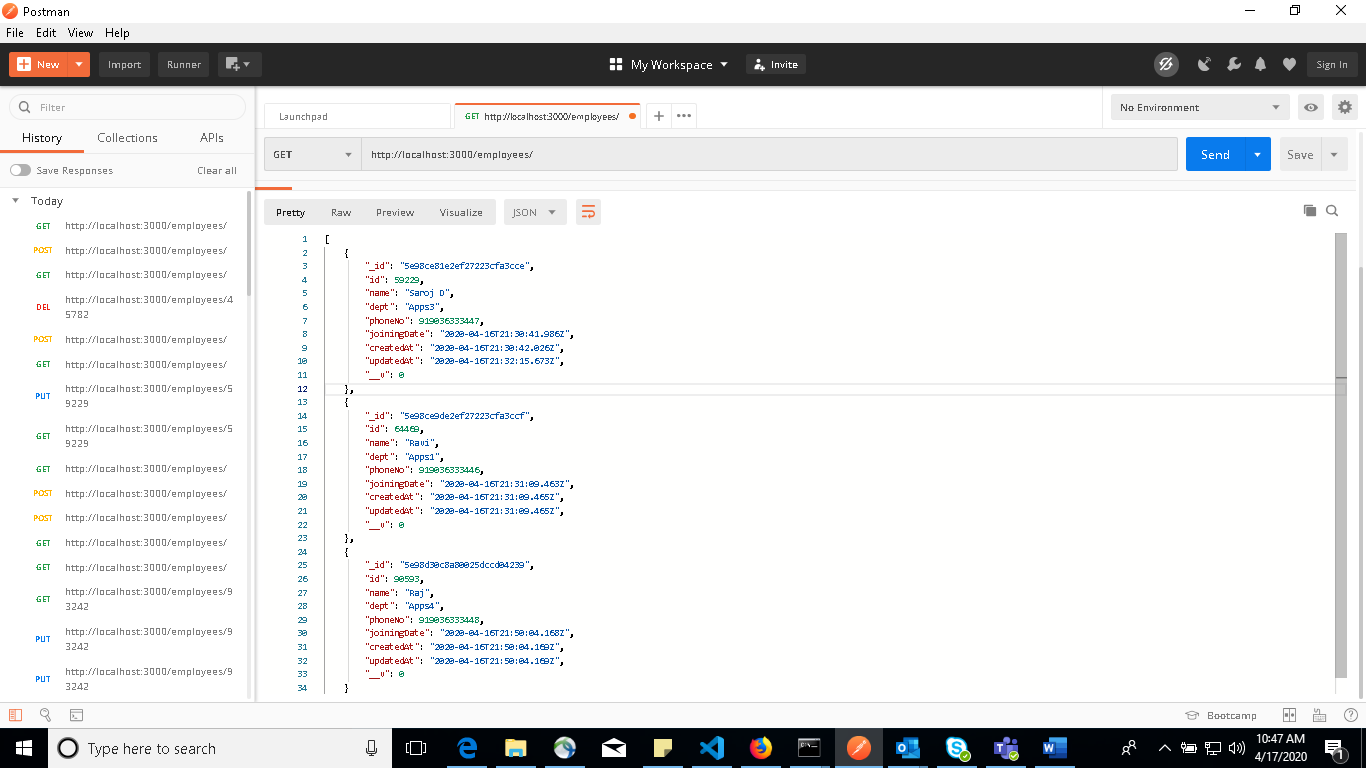 Postman
File Edit View Help
New Import Runner My Workspace Invite Sign In
Filter
History Collections APIs
Save Responses Clear all
Today
GET http://localhost:3000/employees/
POST http://localhost:3000/employees/
GET http://localhost:3000/employees/
DEL http://localhost:3000/employees/4
5782
POST http://localhost:3000/employees/
GET http://localhost:3000/employees/
PUT http://localhost:3000/employees/5
9229
GET http://localhost:3000/employees/5
9229
GET http://localhost:3000/employees/
POST http://localhost:3000/employees/
POST http://localhost:3000/employees/
GET http://localhost:3000/employees/
GET http://localhost:3000/employees/
GET http://localhost:3000/employees/9
3242
PUT http://localhost:3000/employees/9
3242
PUT http://localhost:3000/employees/9
3242
Launchpad GET http://localhost:3000/employees/ + ••• No Environment
GET http://localhost:3000/employees/ Send Save
Pretty Raw Preview Visualize JSON
1 [
2 {
3 "_id": "5e98ce81e2ef27223cfa3cce",
4 "id": 59229,
5 "name": "Saroj D",
6 "dept": "Apps3",
7 "phoneNo": 919036333447,
8 "joiningDate": "2020-04-16T21:30:41.986Z",
9 "createdAt": "2020-04-16T21:30:42.026Z",
10 "updatedAt": "2020-04-16T21:32:15.673Z",
11 "__v": 0
12 },
13 {
14 "_id": "5e98ce9de2ef27223cfa3ccf",
15 "id": 64469,
16 "name": "Ravi",
17 "dept": "Apps1",
18 "phoneNo": 919036333446,
19 "joiningDate": "2020-04-16T21:31:09.463Z",
20 "createdAt": "2020-04-16T21:31:09.465Z",
21 "updatedAt": "2020-04-16T21:31:09.465Z",
22 "__v": 0
23 },
24 {
25 "_id": "5e98d30c8a80025dccd04239",
26 "id": 90593,
27 "name": "Raj",
28 "dept": "Apps4",
29 "phoneNo": 919036333448,
30 "joiningDate": "2020-04-16T21:50:04.168Z",
31 "createdAt": "2020-04-16T21:50:04.169Z",
32 "updatedAt": "2020-04-16T21:50:04.169Z",
33 "__v": 0
34 }
Bootcamp
Type here to search
10:47 AM
4/17/2020
1